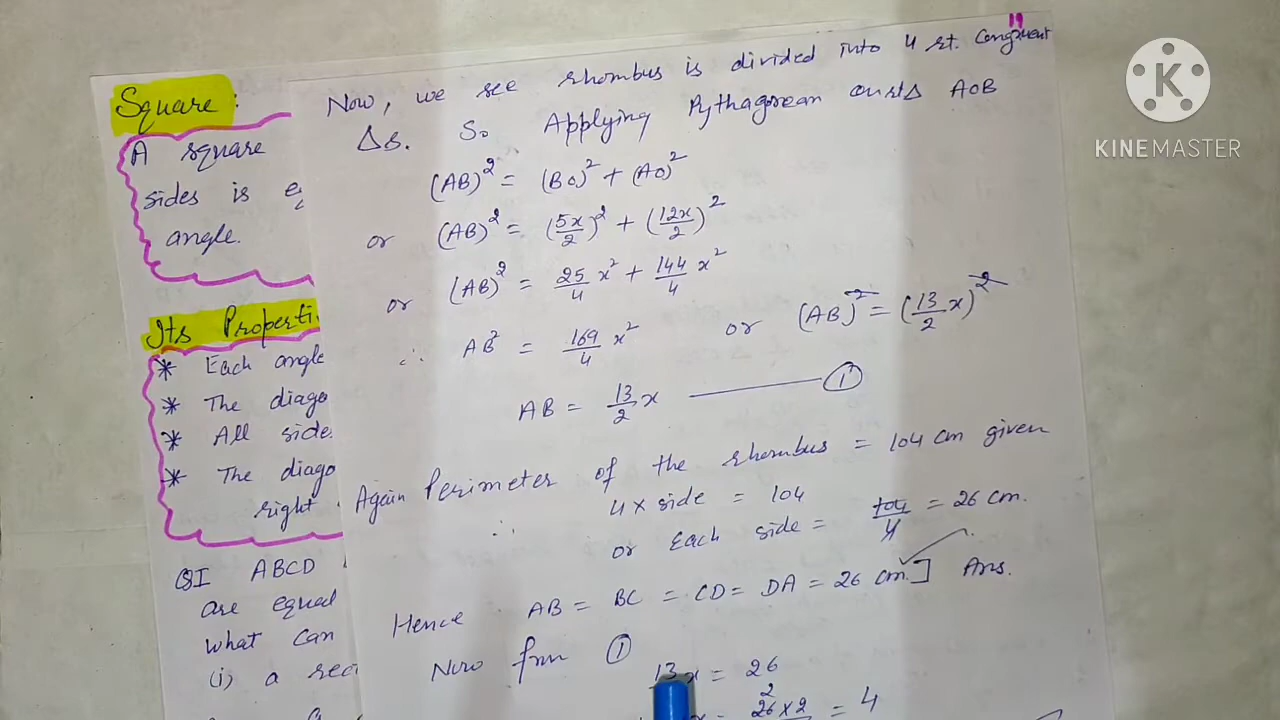 Square :
A square
sides is e
angle.
Its Properti
* Each angle
* The diago
* All side
* The diago
right
QI ABCD
are equal
what can
(i) a rec
19
Now, we see rhombus is divided into 4 rt. Congruent
Δs. So Applying Pythagorean on rt Δ AOB
(AB)² = (BO)² + (AO)²
or (AB)² = (5x/2)² + (12x/2)²
or (AB)² = 25/4 x² + 144/4 x²
∴ AB² = 169/4 x² or (AB)² = (13/2 x)²
AB = 13/2 x ——— ①
Again Perimeter of the rhombus = 104 cm given
∴ 4 × side = 104
or Each side = 104/4 = 26 cm.
Hence AB = BC = CD = DA = 26 cm.] Ans.
Now from ①
13x = 26
26 × 2 = 4
2
K
KINEMASTER